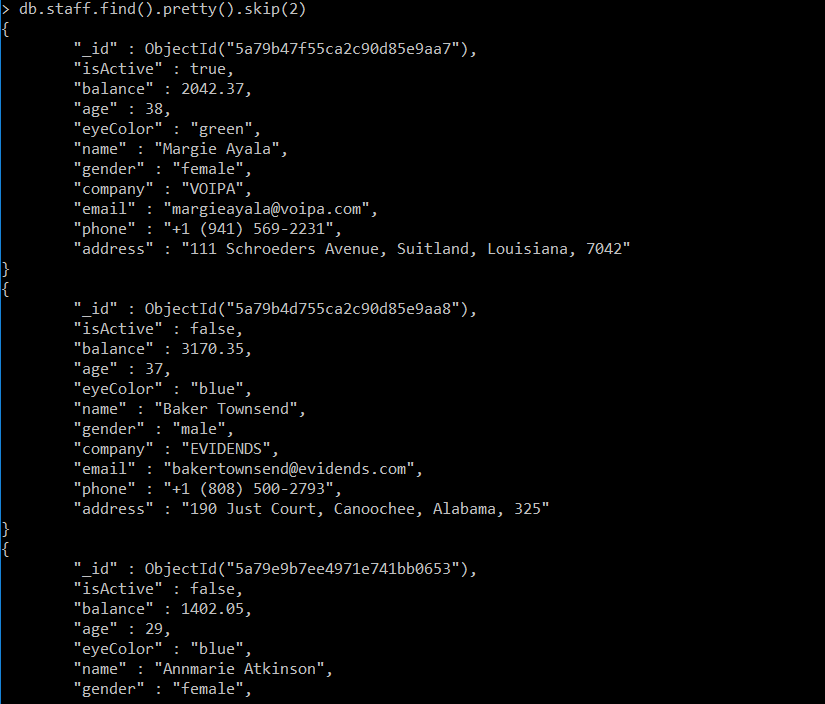 > db.staff.find().pretty().skip(2)
{
"_id" : ObjectId("5a79b47f55ca2c90d85e9aa7"),
"isActive" : true,
"balance" : 2042.37,
"age" : 38,
"eyeColor" : "green",
"name" : "Margie Ayala",
"gender" : "female",
"company" : "VOIPA",
"email" : "margieayala@voipa.com",
"phone" : "+1 (941) 569-2231",
"address" : "111 Schroeders Avenue, Suitland, Louisiana, 7042"
}
{
"_id" : ObjectId("5a79b4d755ca2c90d85e9aa8"),
"isActive" : false,
"balance" : 3170.35,
"age" : 37,
"eyeColor" : "blue",
"name" : "Baker Townsend",
"gender" : "male",
"company" : "EVIDENDS",
"email" : "bakertownsend@evidends.com",
"phone" : "+1 (808) 500-2793",
"address" : "190 Just Court, Canoochee, Alabama, 325"
}
{
"_id" : ObjectId("5a79e9b7ee4971e741bb0653"),
"isActive" : false,
"balance" : 1402.05,
"age" : 29,
"eyeColor" : "blue",
"name" : "Annmarie Atkinson",
"gender" : "female",